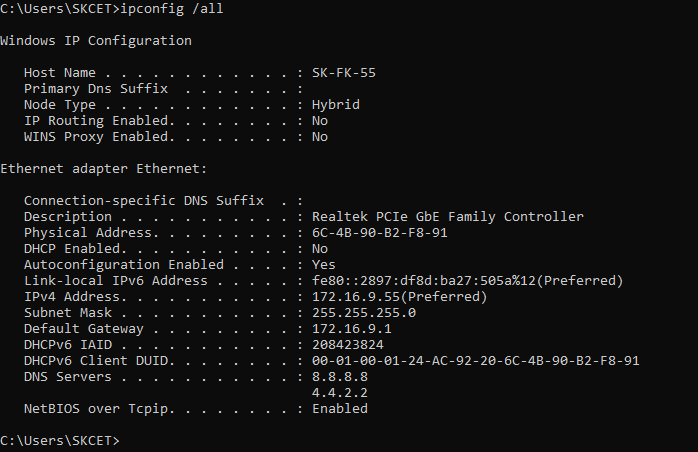 C:\Users\SKCET>ipconfig /all
Windows IP Configuration
Host Name . . . . . . . . . . . . : SK-FK-55
Primary Dns Suffix  . . . . . . . :
Node Type . . . . . . . . . . . . : Hybrid
IP Routing Enabled. . . . . . . . : No
WINS Proxy Enabled. . . . . . . . : No
Ethernet adapter Ethernet:
Connection-specific DNS Suffix  . :
Description . . . . . . . . . . . : Realtek PCIe GbE Family Controller
Physical Address. . . . . . . . . : 6C-4B-90-B2-F8-91
DHCP Enabled. . . . . . . . . . . : No
Autoconfiguration Enabled . . . . : Yes
Link-local IPv6 Address . . . . . : fe80::2897:df8d:ba27:505a%12(Preferred)
IPv4 Address. . . . . . . . . . . : 172.16.9.55(Preferred)
Subnet Mask . . . . . . . . . . . : 255.255.255.0
Default Gateway . . . . . . . . . : 172.16.9.1
DHCPv6 IAID . . . . . . . . . . . : 208423824
DHCPv6 Client DUID. . . . . . . . : 00-01-00-01-24-AC-92-20-6C-4B-90-B2-F8-91
DNS Servers . . . . . . . . . . . : 8.8.8.8
4.4.2.2
NetBIOS over Tcpip. . . . . . . . : Enabled
C:\Users\SKCET>